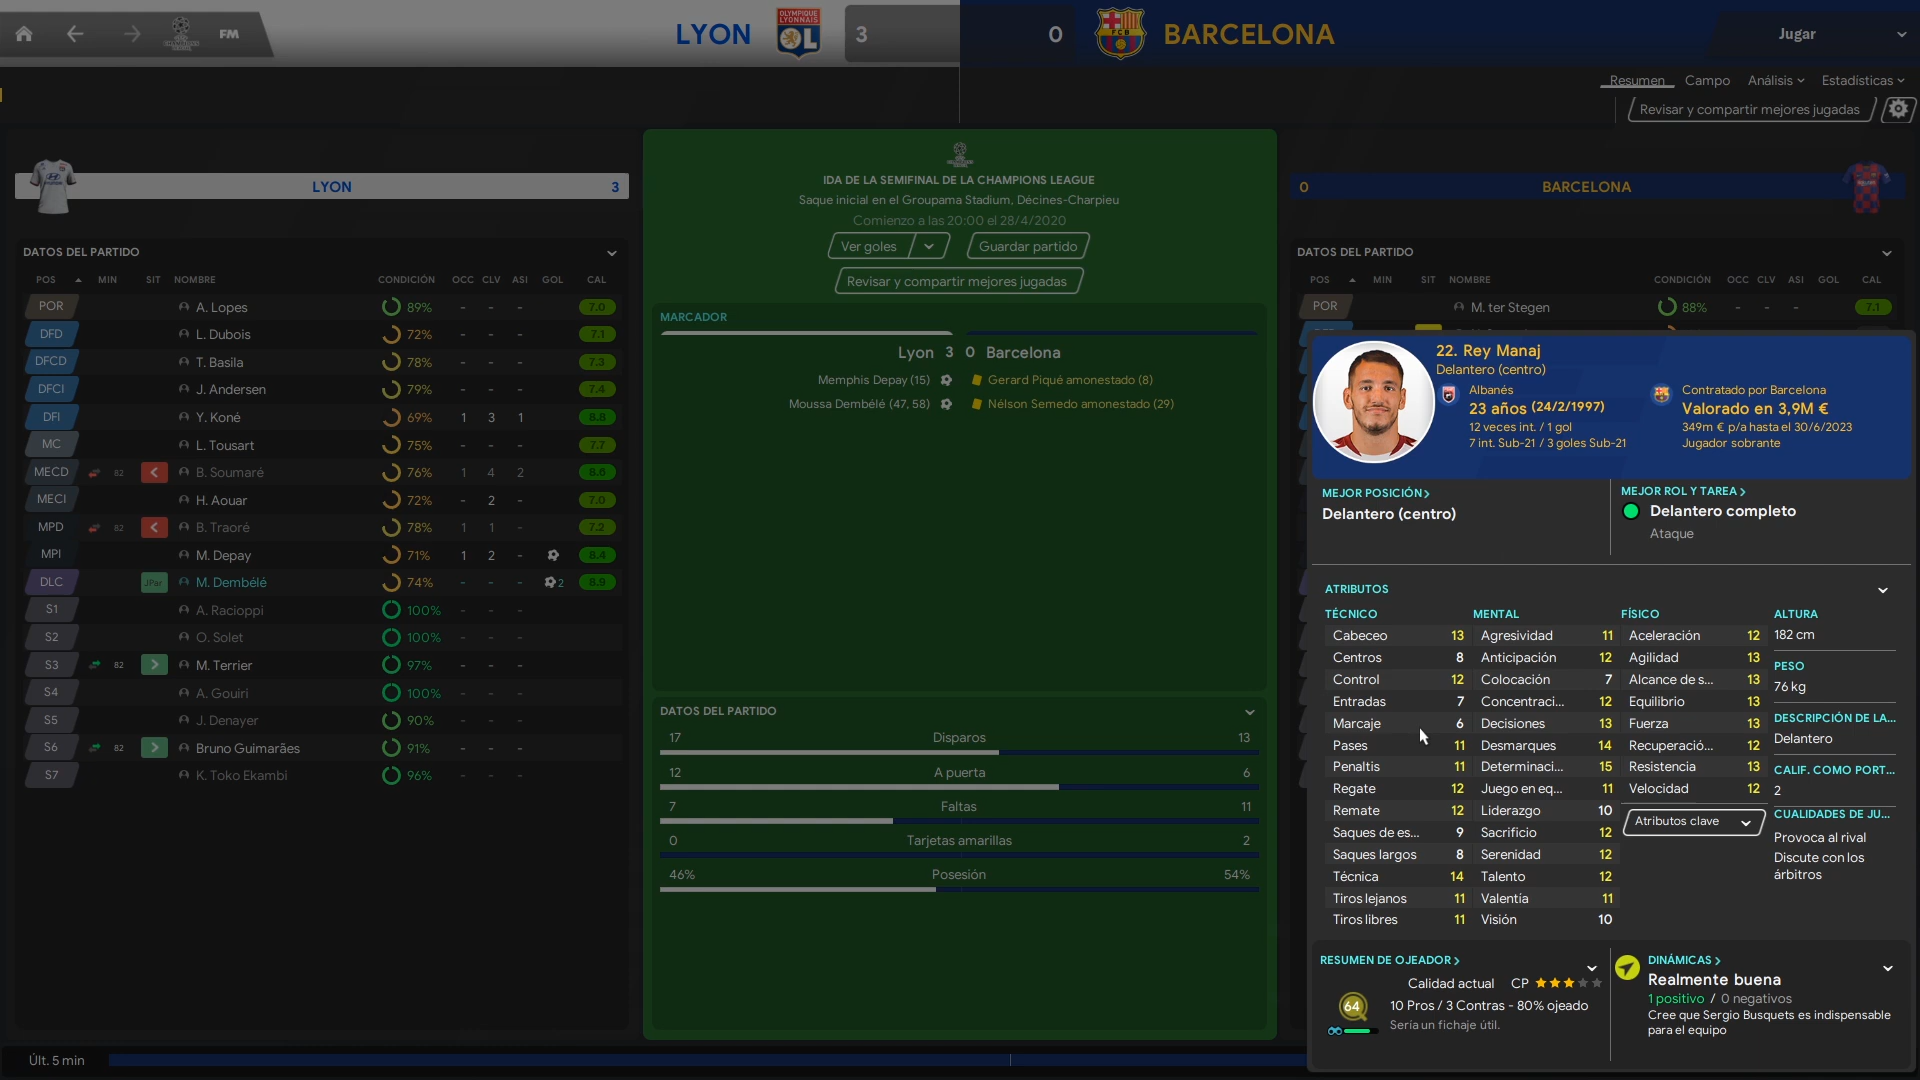 FM
LYON
3
0
BARCELONA
Jugar
Resumen
Campo
Análisis
Estadísticas
Revisar y compartir mejores jugadas
LYON 3
DATOS DEL PARTIDO
POS MIN SIT NOMBRE CONDICIÓN OCC CLV ASI GOL CAL
POR A. Lopes 89% - - - 7.0
DFD L. Dubois 72% - - - 7.1
DFCD T. Basila 78% - - - 7.3
DFCI J. Andersen 79% - - - 7.4
DFI Y. Koné 69% 1 3 1 8.8
MC L. Tousart 75% - - - 7.7
MECD 82 B. Soumaré 76% 1 4 2 8.6
MECI H. Aouar 72% - 2 - 7.0
MPD 82 B. Traoré 78% 1 1 - 7.2
MPI M. Depay 71% 1 2 - 8.4
DLC JPar M. Dembélé 74% - - - 2 8.9
S1 A. Racioppi 100% - - -
S2 O. Solet 100% - - -
S3 82 M. Terrier 97% - - -
S4 A. Gouiri 100% - - -
S5 J. Denayer 90% - - -
S6 82 Bruno Guimarães 91% - - -
S7 K. Toko Ekambi 96% - - -
IDA DE LA SEMIFINAL DE LA CHAMPIONS LEAGUE
Saque inicial en el Groupama Stadium, Décines-Charpieu
Comienzo a las 20:00 el 28/4/2020
Ver goles
Guardar partido
Revisar y compartir mejores jugadas
MARCADOR
Lyon 3 0 Barcelona
Memphis Depay (15) Gerard Piqué amonestado (8)
Moussa Dembélé (47, 58) Nélson Semedo amonestado (29)
DATOS DEL PARTIDO
17 Disparos 13
12 A puerta 6
7 Faltas 11
0 Tarjetas amarillas 2
46% Posesión 54%
0 BARCELONA
DATOS DEL PARTIDO
POS MIN SIT NOMBRE CONDICIÓN OCC CLV ASI GOL CAL
POR M. ter Stegen 88% - - - 7.1
22. Rey Manaj
Delantero (centro)
Albanés
23 años (24/2/1997)
12 veces int. / 1 gol
7 int. Sub-21 / 3 goles Sub-21
Contratado por Barcelona
Valorado en 3,9M €
349m € p/a hasta el 30/6/2023
Jugador sobrante
MEJOR POSICIÓN
Delantero (centro)
MEJOR ROL Y TAREA
Delantero completo
Ataque
ATRIBUTOS
TÉCNICO MENTAL FÍSICO ALTURA
Cabeceo 13 Agresividad 11 Aceleración 12 182 cm
Centros 8 Anticipación 12 Agilidad 13 PESO
Control 12 Colocación 7 Alcance de s... 13 76 kg
Entradas 7 Concentraci... 12 Equilibrio 13
Marcaje 6 Decisiones 13 Fuerza 13 DESCRIPCIÓN DE LA...
Pases 11 Desmarques 14 Recuperació... 12 Delantero
Penaltis 11 Determinaci... 15 Resistencia 13 CALIF. COMO PORT...
Regate 12 Juego en eq... 11 Velocidad 12 2
Remate 12 Liderazgo 10 Atributos clave CUALIDADES DE JU...
Saques de es... 9 Sacrificio 12 Provoca al rival
Saques largos 8 Serenidad 12 Discute con los
Técnica 14 Talento 12 árbitros
Tiros lejanos 11 Valentía 11
Tiros libres 11 Visión 10
RESUMEN DE OJEADOR
Calidad actual CP
64
10 Pros / 3 Contras - 80% ojeado
Sería un fichaje útil.
DINÁMICAS
Realmente buena
1 positivo / 0 negativos
Cree que Sergio Busquets es indispensable
para el equipo
Últ. 5 min